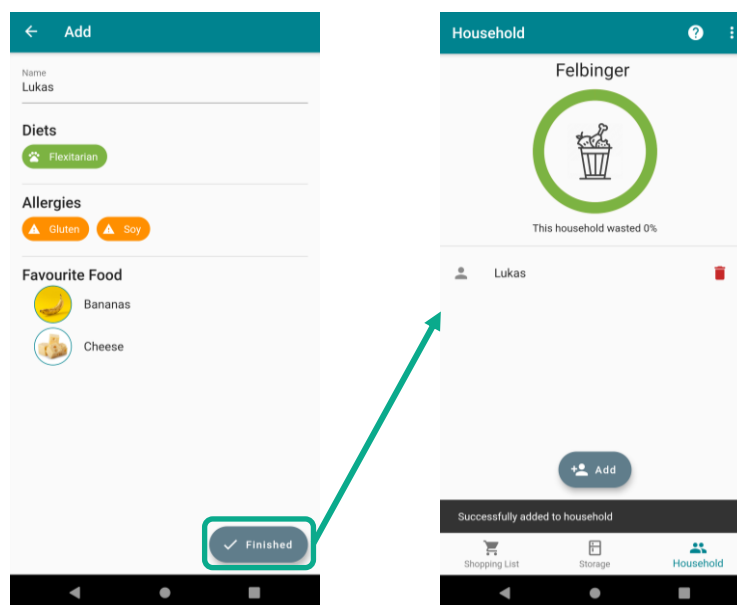 Add
Name
Lukas
Diets
Flexitarian
Allergies
Gluten Soy
Favourite Food
Bananas
Cheese
Finished
Household
Felbinger
This household wasted 0%
Lukas
Add
Successfully added to household
Shopping List Storage Household